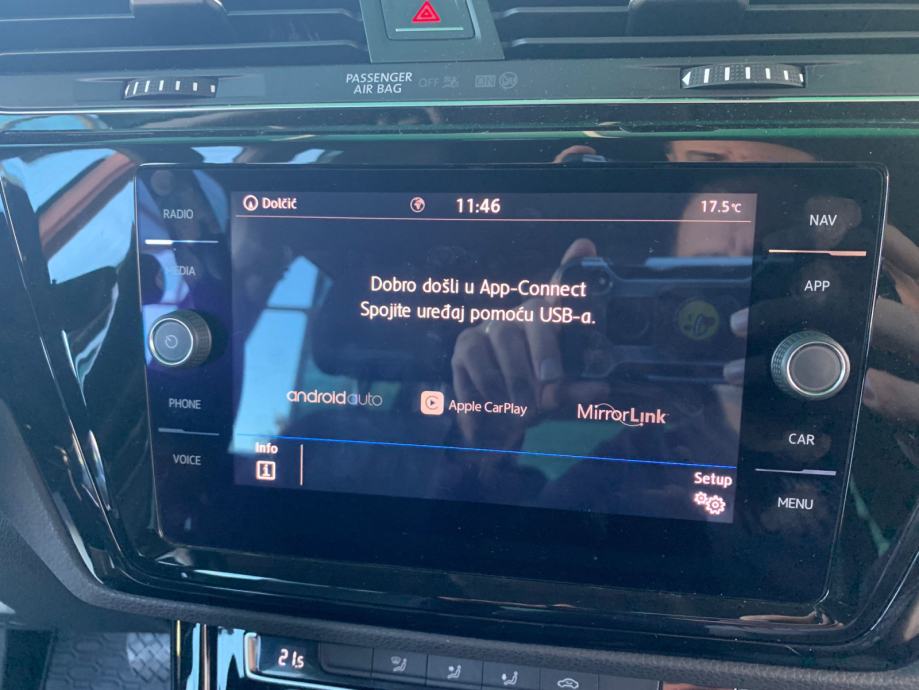 PASSENGER
AIR BAG
OFF
ON
RADIO
MEDIA
PHONE
VOICE
Dolčić
11:46
17.5°C
Dobro došli u App-Connect
Spojite uređaj pomoću USB-a.
androidauto
Apple CarPlay
MirrorLink
Info
Setup
NAV
APP
CAR
MENU
21.5